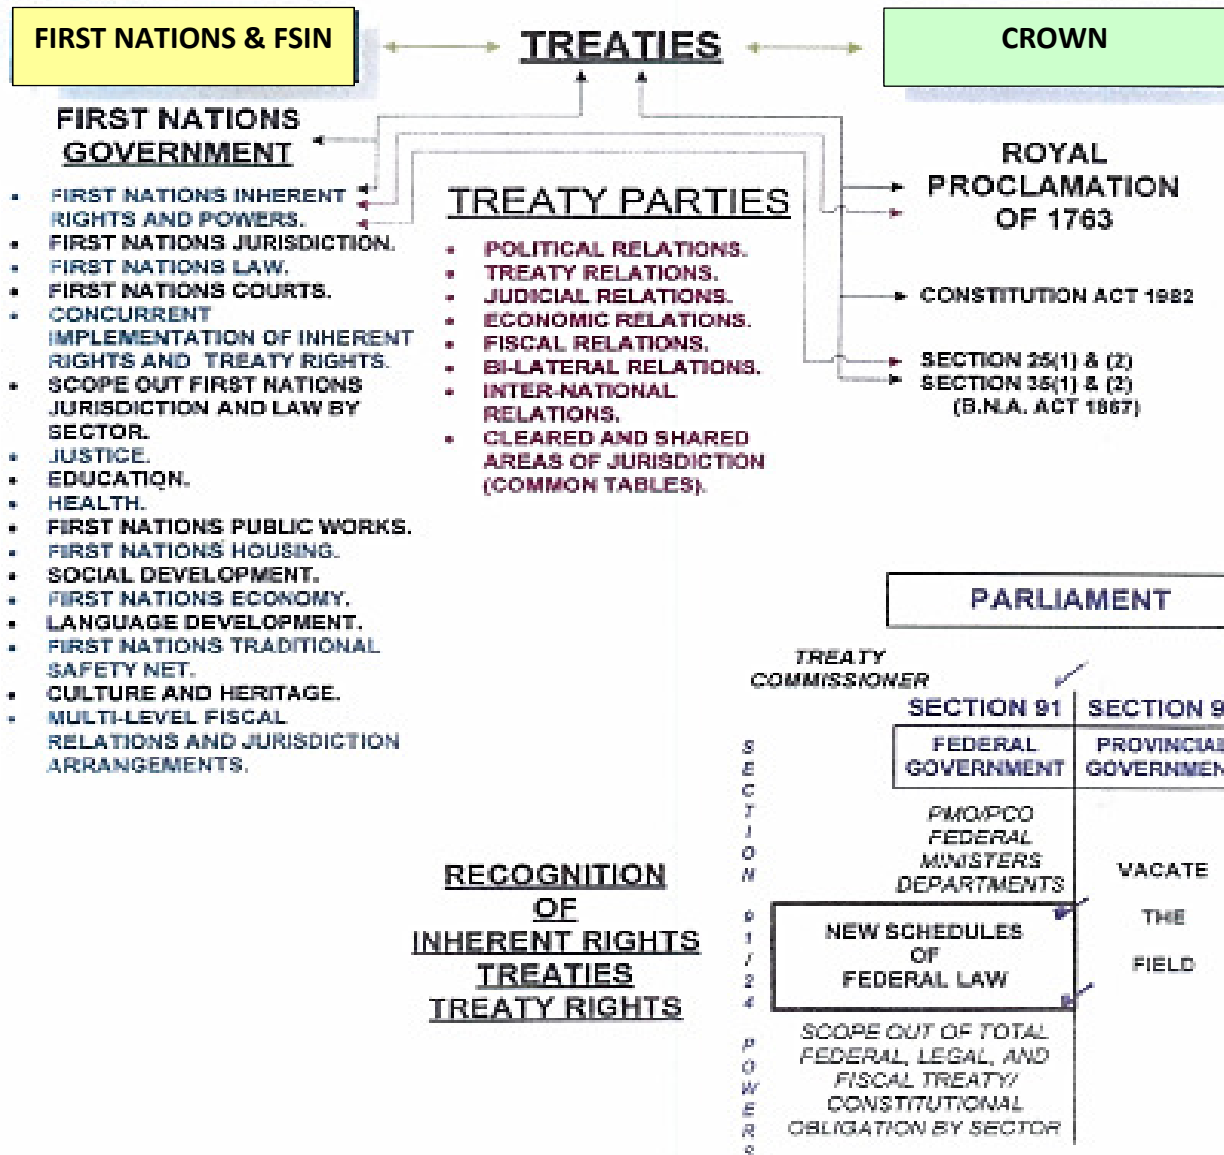 FIRST NATIONS & FSIN
TREATIES
CROWN
FIRST NATIONS
GOVERNMENT
• FIRST NATIONS INHERENT
RIGHTS AND POWERS.
• FIRST NATIONS JURISDICTION.
• FIRST NATIONS LAW.
• FIRST NATIONS COURTS.
• CONCURRENT
IMPLEMENTATION OF INHERENT
RIGHTS AND TREATY RIGHTS.
• SCOPE OUT FIRST NATIONS
JURISDICTION AND LAW BY
SECTOR.
• JUSTICE.
• EDUCATION.
• HEALTH.
• FIRST NATIONS PUBLIC WORKS.
• FIRST NATIONS HOUSING.
• SOCIAL DEVELOPMENT.
• FIRST NATIONS ECONOMY.
• LANGUAGE DEVELOPMENT.
• FIRST NATIONS TRADITIONAL
SAFETY NET.
• CULTURE AND HERITAGE.
• MULTI-LEVEL FISCAL
RELATIONS AND JURISDICTION
ARRANGEMENTS.
TREATY PARTIES
• POLITICAL RELATIONS.
• TREATY RELATIONS.
• JUDICIAL RELATIONS.
• ECONOMIC RELATIONS.
• FISCAL RELATIONS.
• BI-LATERAL RELATIONS.
• INTER-NATIONAL
RELATIONS.
• CLEARED AND SHARED
AREAS OF JURISDICTION
(COMMON TABLES).
ROYAL
PROCLAMATION
OF 1763
CONSTITUTION ACT 1982
SECTION 25(1) & (2)
SECTION 35(1) & (2)
(B.N.A. ACT 1867)
PARLIAMENT
TREATY
COMMISSIONER
SECTION 91
SECTION 9
FEDERAL
GOVERNMENT
PROVINCIAL
GOVERNMEN
SECTION 91/24 POWERS
PMO/PCO
FEDERAL
MINISTERS
DEPARTMENTS
VACATE
THE
FIELD
NEW SCHEDULES
OF
FEDERAL LAW
SCOPE OUT OF TOTAL
FEDERAL, LEGAL, AND
FISCAL TREATY/
CONSTITUTIONAL
OBLIGATION BY SECTOR
RECOGNITION
OF
INHERENT RIGHTS
TREATIES
TREATY RIGHTS